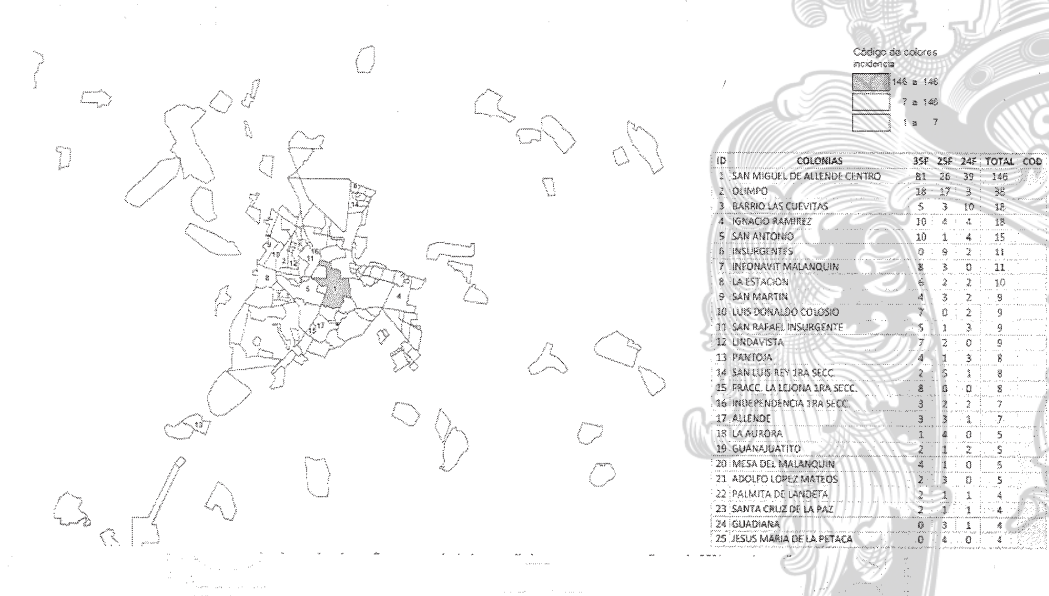 Código de colores
incidencia
146 a 146
7 a 146
1 a 7
ID COLONIAS 35F 25F 24F TOTAL COD
1 SAN MIGUEL DE ALLENDE CENTRO 81 26 39 146
2 OLIMPO 18 17 3 38
3 BARRIO LAS CUEVITAS 5 3 10 18
4 IGNACIO RAMIREZ 10 4 4 18
5 SAN ANTONIO 10 1 4 15
6 INSURGENTES 0 9 2 11
7 INFONAVIT MALANQUIN 8 3 0 11
8 LA ESTACION 6 2 2 10
9 SAN MARTIN 4 3 2 9
10 LUIS DONALDO COLOSIO 7 0 2 9
11 SAN RAFAEL INSURGENTE 5 1 3 9
12 LINDAVISTA 7 2 0 9
13 PANTOJA 4 1 3 8
14 SAN LUIS REY 1RA SECC. 2 5 1 8
15 FRACC. LA LEJONA 1RA SECC. 8 0 0 8
16 INDEPENDENCIA 1RA SECC. 3 2 2 7
17 ALLENDE 3 3 1 7
18 LA AURORA 1 4 0 5
19 GUANAJUATITO 2 1 2 5
20 MESA DEL MALANQUIN 4 1 0 5
21 ADOLFO LOPEZ MATEOS 2 3 0 5
22 PALMITA DE LANDETA 2 1 1 4
23 SANTA CRUZ DE LA PAZ 2 1 1 4
24 GUADIANA 0 3 1 4
25 JESUS MARIA DE LA PETACA 0 4 0 4